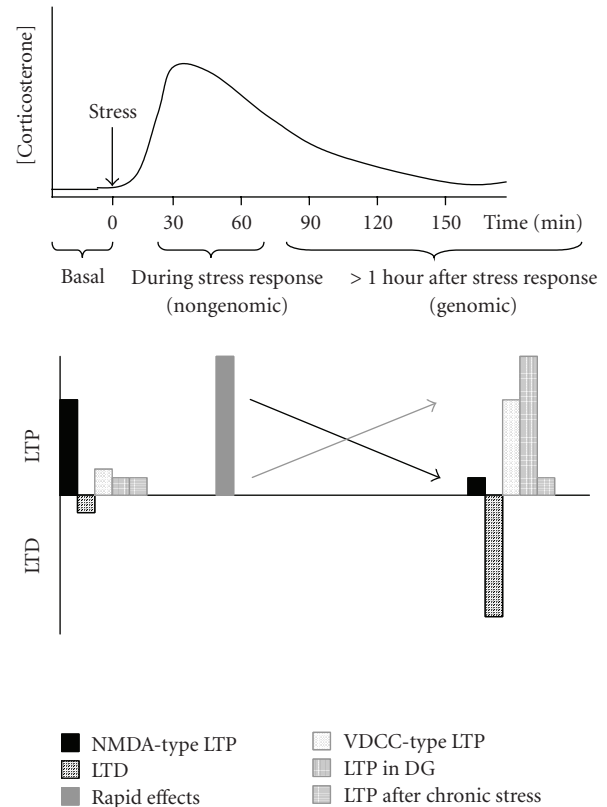 [Corticosterone]
Stress
0 30 60 90 120 150 Time (min)
Basal
During stress response
(nongenomic)
> 1 hour after stress response
(genomic)
LTP
LTD
NMDA-type LTP
LTD
Rapid effects
VDCC-type LTP
LTP in DG
LTP after chronic stress